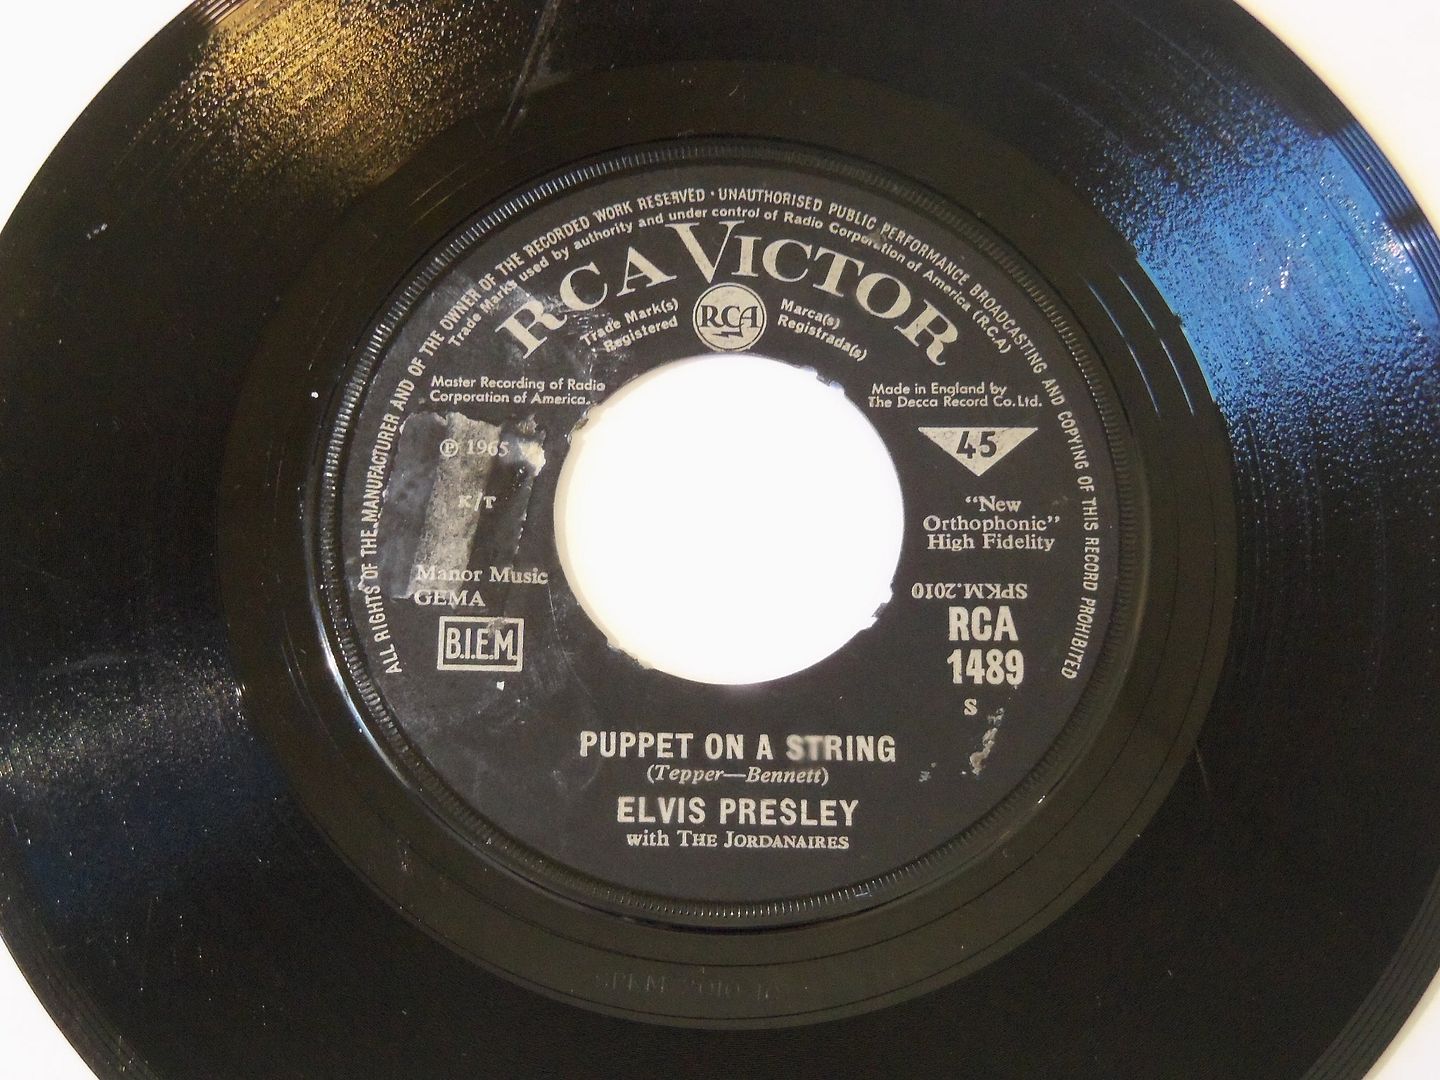 ALL RIGHTS OF THE MANUFACTURER AND OF THE OWNER OF THE RECORDED WORK RESERVED · UNAUTHORISED PUBLIC PERFORMANCE BROADCASTING AND COPYING OF THIS RECORD PROHIBITED
Trade Marks used by authority and under control of Radio Corporation of America (R.C.A.)
RCA VICTOR
Trade Mark(s)
Registered
RCA
Marca(s)
Registrada(s)
Master Recording of Radio
Corporation of America.
Made in England by
The Decca Record Co. Ltd.
℗ 1965
45
K/T
"New
Orthophonic"
High Fidelity
Manor Music
GEMA
SPKM.2010
B.I.E.M.
RCA
1489
S
PUPPET ON A STRING
(Tepper—Bennett)
ELVIS PRESLEY
with THE JORDANAIRES
SPKM 2010